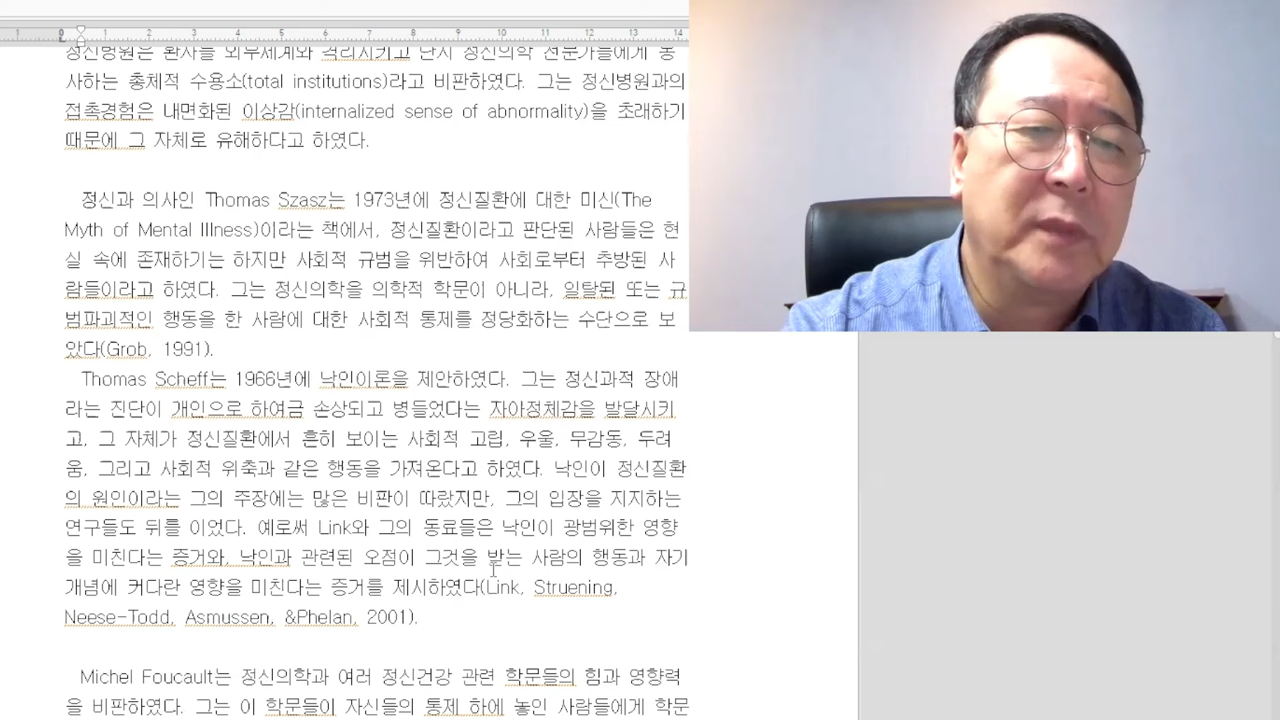 1 1 2 3 4 5 6 7 8 9 10 11 12 13 14
정신병원은 환자를 외부세계와 격리시키고 단지 정신의학 전문가들에게 봉
사하는 총체적 수용소(total institutions)라고 비판하였다. 그는 정신병원과의
접촉경험은 내면화된 이상감(internalized sense of abnormality)을 초래하기
때문에 그 자체로 유해하다고 하였다.
정신과 의사인 Thomas Szasz는 1973년에 정신질환에 대한 미신(The
Myth of Mental Illness)이라는 책에서, 정신질환이라고 판단된 사람들은 현
실 속에 존재하기는 하지만 사회적 규범을 위반하여 사회로부터 추방된 사
람들이라고 하였다. 그는 정신의학을 의학적 학문이 아니라, 일탈된 또는 규
범파괴적인 행동을 한 사람에 대한 사회적 통제를 정당화하는 수단으로 보
았다(Grob, 1991).
Thomas Scheff는 1966년에 낙인이론을 제안하였다. 그는 정신과적 장애
라는 진단이 개인으로 하여금 손상되고 병들었다는 자아정체감을 발달시키
고, 그 자체가 정신질환에서 흔히 보이는 사회적 고립, 우울, 무감동, 두려
움, 그리고 사회적 위축과 같은 행동을 가져온다고 하였다. 낙인이 정신질환
의 원인이라는 그의 주장에는 많은 비판이 따랐지만, 그의 입장을 지지하는
연구들도 뒤를 이었다. 예로써 Link와 그의 동료들은 낙인이 광범위한 영향
을 미친다는 증거와, 낙인과 관련된 오점이 그것을 받는 사람의 행동과 자기
개념에 커다란 영향을 미친다는 증거를 제시하였다(Link, Struening,
Neese-Todd, Asmussen, &Phelan, 2001).
Michel Foucault는 정신의학과 여러 정신건강 관련 학문들의 힘과 영향력
을 비판하였다. 그는 이 학문들이 자신들의 통제 하에 놓인 사람들에게 학문